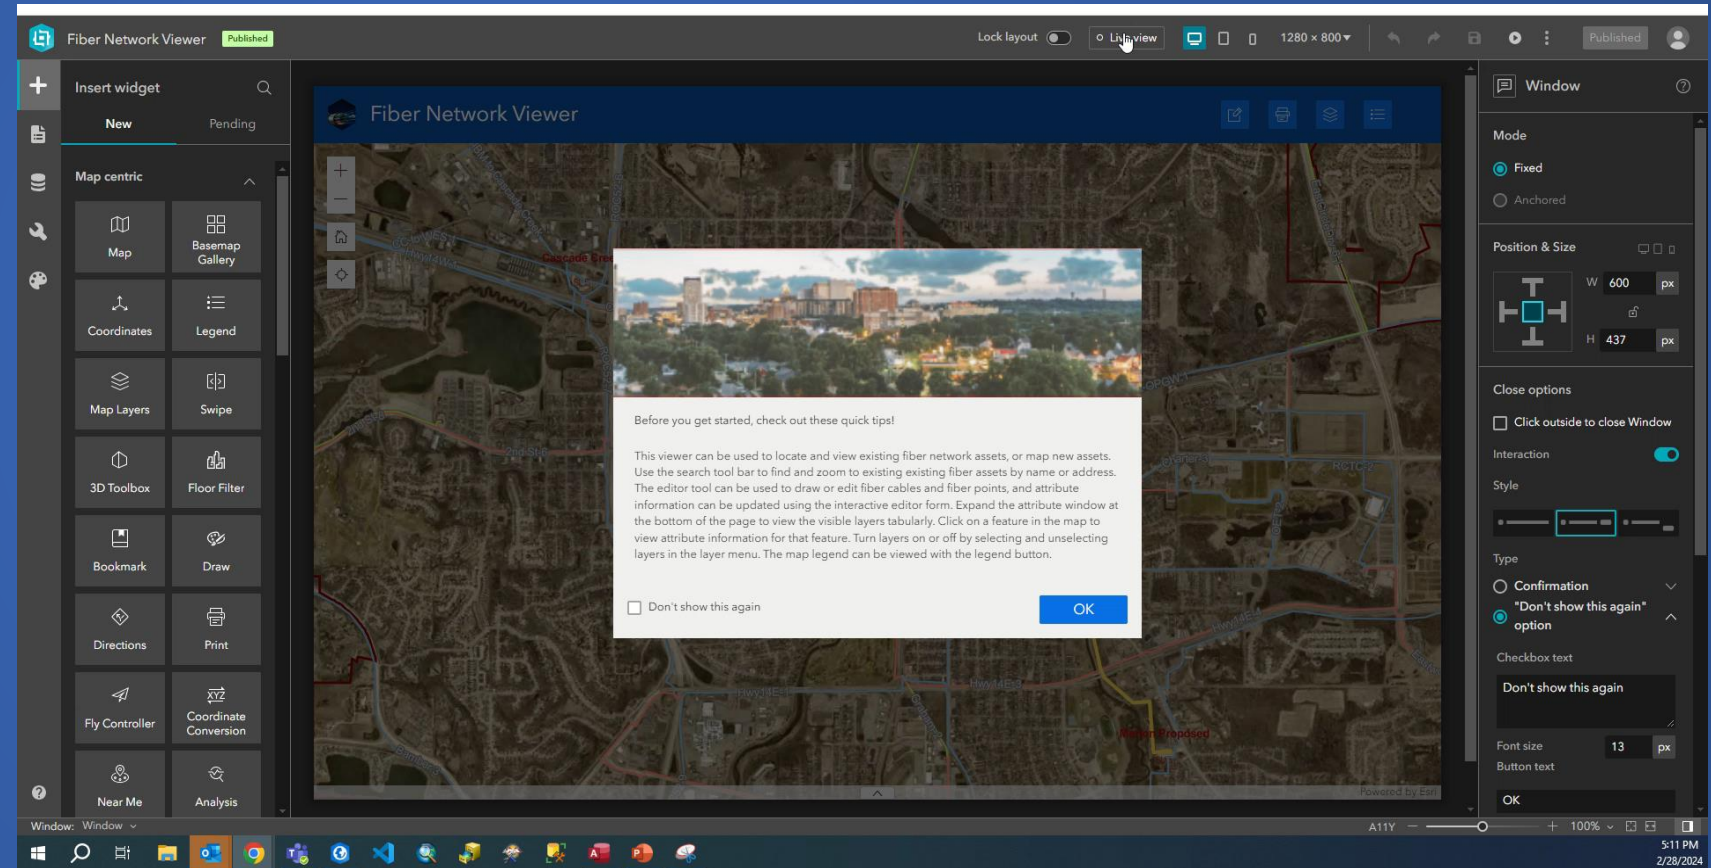 Fiber Network Viewer Published
Lock layout
Live view
1280 × 800
Published
Insert widget
New Pending
Map centric
Map
Basemap
Gallery
Coordinates
Legend
Map Layers
Swipe
3D Toolbox
Floor Filter
Bookmark
Draw
Directions
Print
Fly Controller
Coordinate
Conversion
Near Me
Analysis
Fiber Network Viewer
2nd St E
Hwy14E-3
Before you get started, check out these quick tips!
This viewer can be used to locate and view existing fiber network assets, or map new assets.
Use the search tool bar to find and zoom to existing existing fiber assets by name or address.
The editor tool can be used to draw or edit fiber cables and fiber points, and attribute
information can be updated using the interactive editor form. Expand the attribute window at
the bottom of the page to view the visible layers tabularly. Click on a feature in the map to
view attribute information for that feature. Turn layers on or off by selecting and unselecting
layers in the layer menu. The map legend can be viewed with the legend button.
Don't show this again
OK
Powered by Esri
Window
Mode
Fixed
Anchored
Position & Size
W 600 px
H 437 px
Close options
Click outside to close Window
Interaction
Style
Type
Confirmation
"Don't show this again"
option
Checkbox text
Don't show this again
Font size 13 px
Button text
OK
Window: Window
A11Y
100%
5:11 PM
2/28/2024